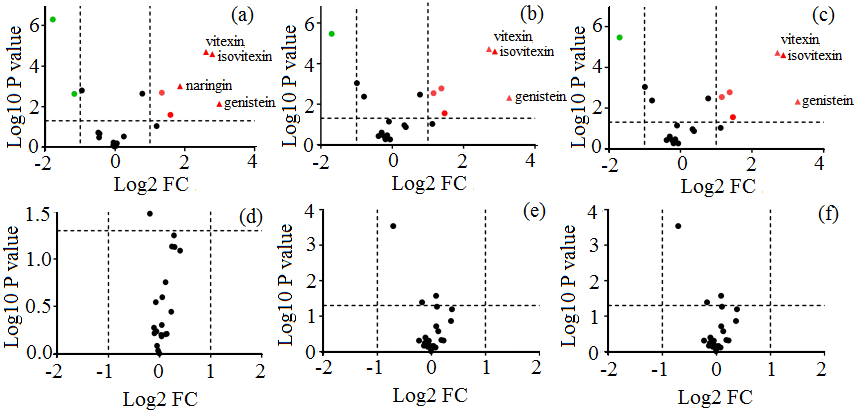 (a)
6
4
2
0
-2
0
2
4
Log10 P value
Log2 FC
vitexin
isovitexin
naringin
genistein
(b)
6
4
2
0
-2
0
2
4
Log10 P value
Log2 FC
vitexin
isovitexin
genistein
(c)
6
4
2
0
-2
0
2
4
Log10 P value
Log2 FC
vitexin
isovitexin
genistein
(d)
1.5
1.0
0.5
0.0
-2
-1
0
1
2
Log10 P value
Log2 FC
(e)
4
3
2
1
0
-2
-1
0
1
2
Log10 P value
Log2 FC
(f)
4
3
2
1
0
-2
-1
0
1
2
Log10 P value
Log2 FC